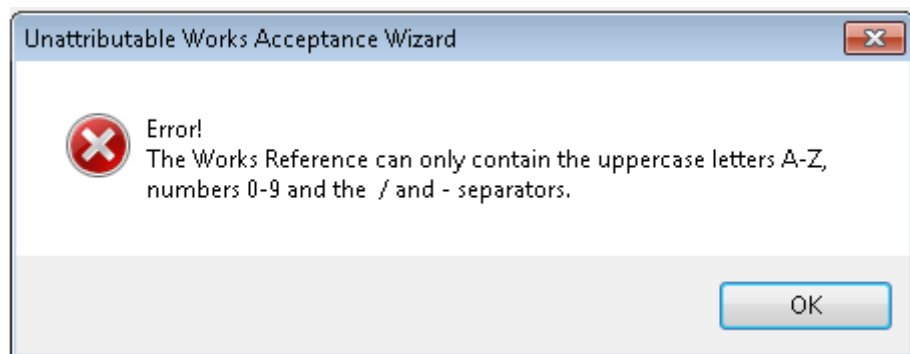 Unattributable Works Acceptance Wizard
Error!
The Works Reference can only contain the uppercase letters A-Z,
numbers 0-9 and the / and - separators.
OK